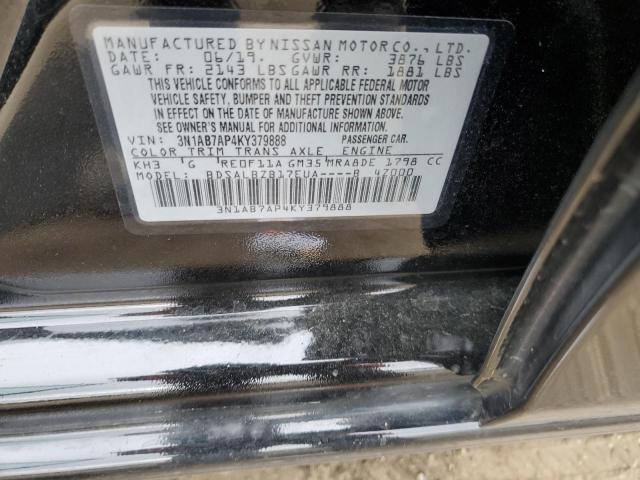 MANUFACTURED BY NISSAN MOTOR CO., LTD.
DATE: 06/19. GVWR: 3876 LBS
GAWR FR: 2143 LBS GAWR RR: 1881 LBS
THIS VEHICLE CONFORMS TO ALL APPLICABLE FEDERAL MOTOR
VEHICLE SAFETY, BUMPER AND THEFT PREVENTION STANDARDS
IN EFFECT ON THE DATE OF MANUFACTURE SHOWN ABOVE.
SEE OWNER'S MANUAL FOR ADDITIONAL INFORMATION.
VIN: 3N1AB7AP4KY379888 PASSENGER CAR.
COLOR TRIM TRANS AXLE ENGINE
KH3 G RE0F11A GM35 MRA8DE 1798 CC
MODEL: BDSALBZB17EUA----B 47000
3N1AB7AP4KY379888